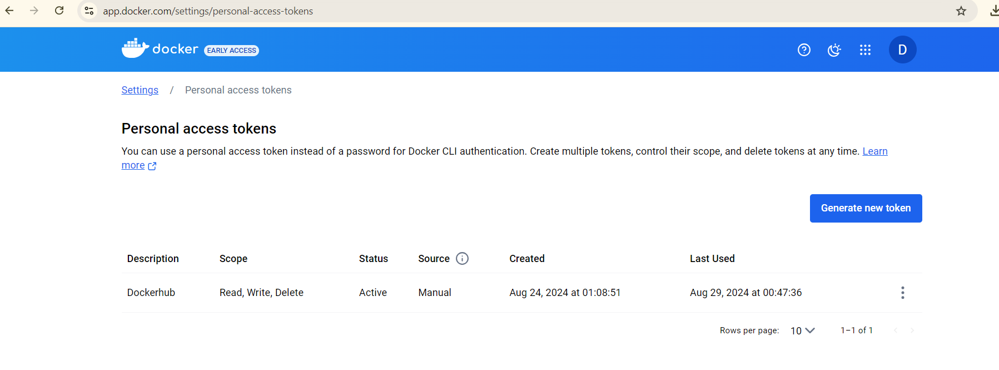 app.docker.com/settings/personal-access-tokens
docker EARLY ACCESS
D
Settings / Personal access tokens
Personal access tokens
You can use a personal access token instead of a password for Docker CLI authentication. Create multiple tokens, control their scope, and delete tokens at any time. Learn
more
Generate new token
Description Scope Status Source Created Last Used
Dockerhub Read, Write, Delete Active Manual Aug 24, 2024 at 01:08:51 Aug 29, 2024 at 00:47:36
Rows per page: 10 1–1 of 1